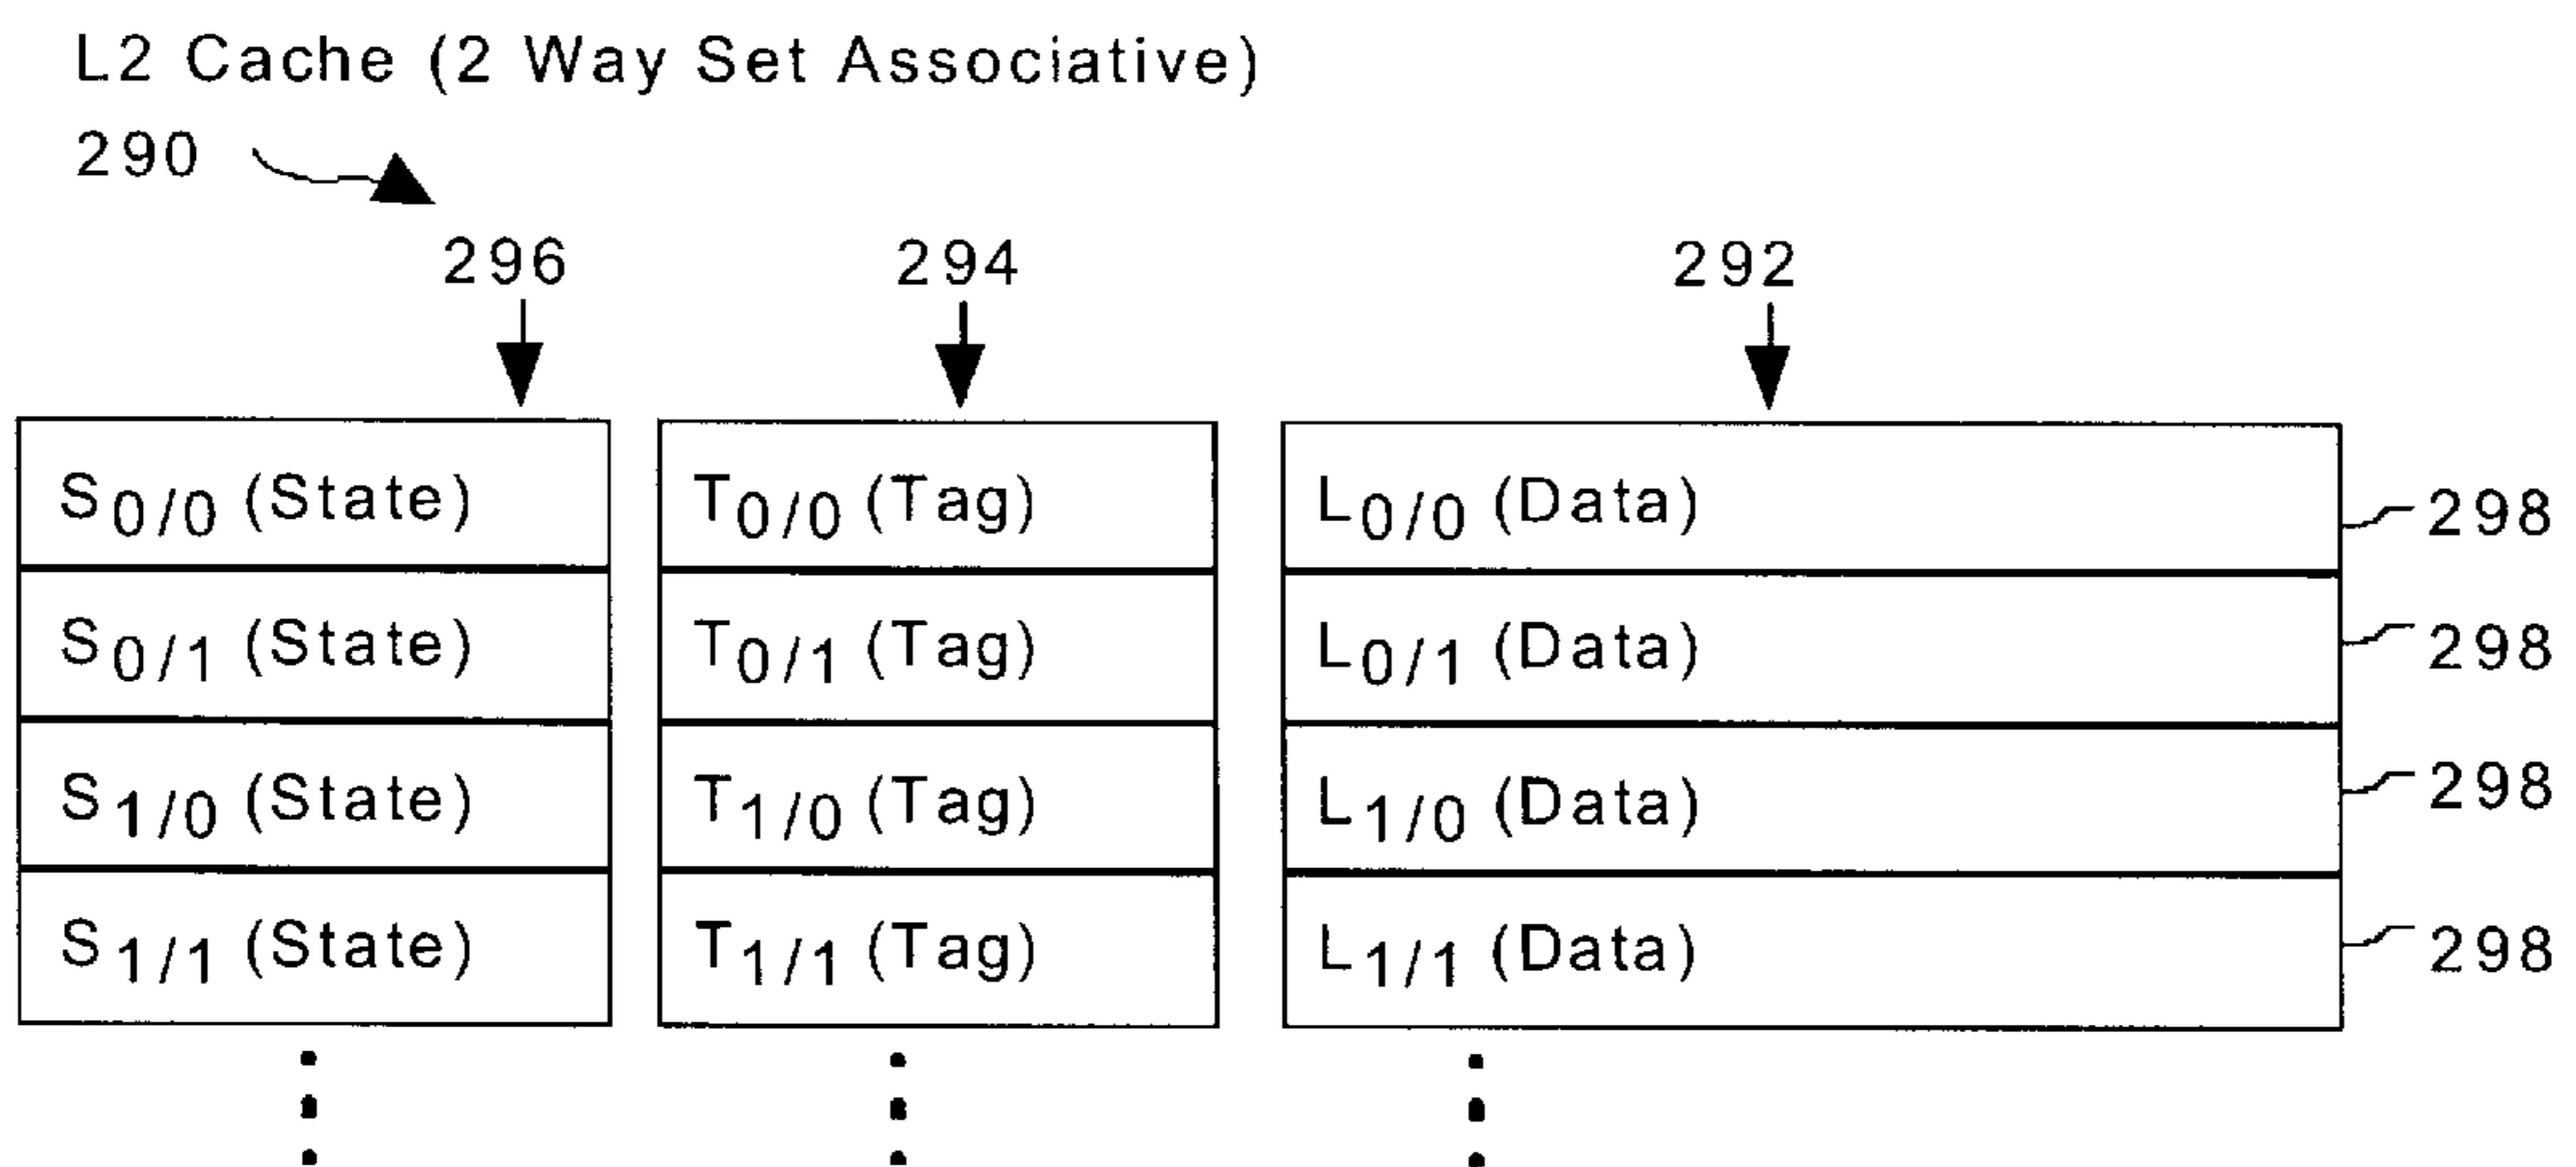 L2 Cache (2 Way Set Associative)
290
296 294 292
S0/0 (State) T0/0 (Tag) L0/0 (Data) 298
S0/1 (State) T0/1 (Tag) L0/1 (Data) 298
S1/0 (State) T1/0 (Tag) L1/0 (Data) 298
S1/1 (State) T1/1 (Tag) L1/1 (Data) 298